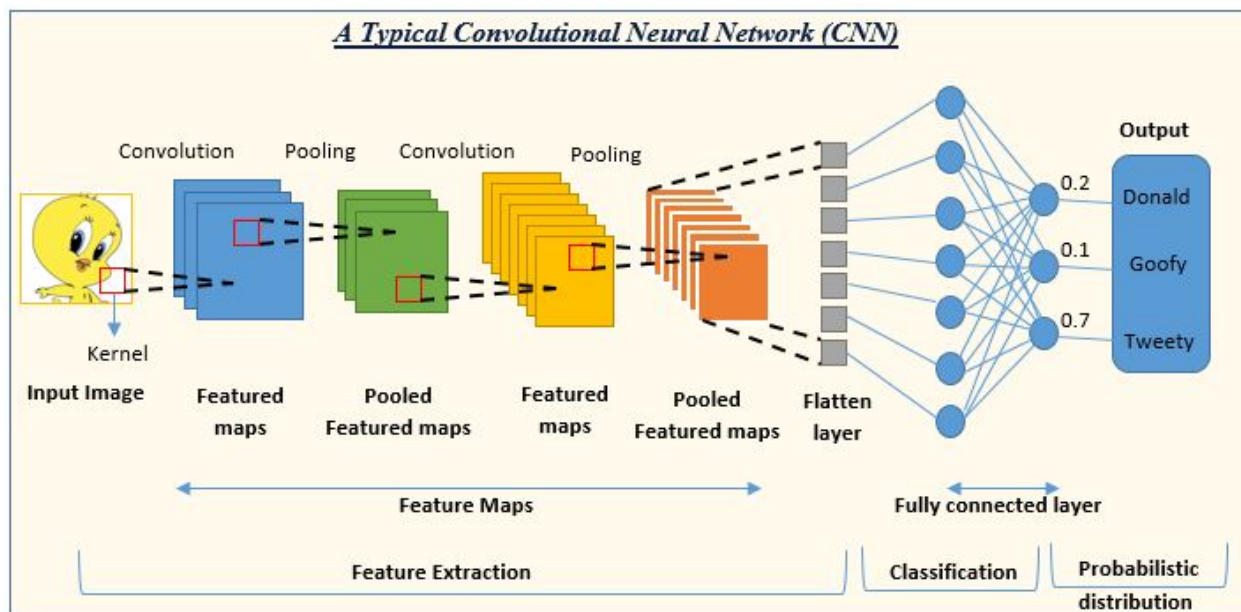 A Typical Convolutional Neural Network (CNN)
Convolution
Pooling
Convolution
Pooling
Output
0.2
Donald
0.1
Goofy
0.7
Tweety
Kernel
Input Image
Featured
maps
Pooled
Featured maps
Featured
maps
Pooled
Featured maps
Flatten
layer
Feature Maps
Fully connected layer
Feature Extraction
Classification
Probabilistic
distribution